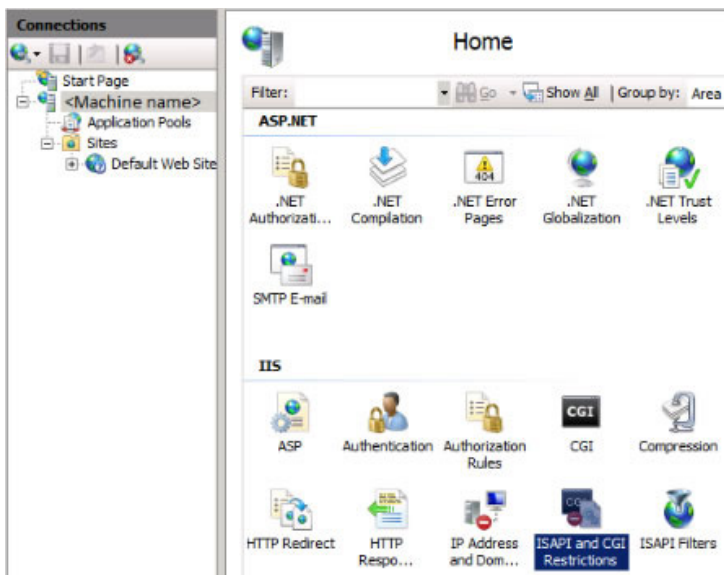 Connections
Home
Start Page
<Machine name>
Application Pools
Sites
Default Web Site
Filter: Go Show All Group by: Area
ASP.NET
.NET Authorizati...
.NET Compilation
.NET Error Pages
.NET Globalization
.NET Trust Levels
404
SMTP E-mail
IIS
ASP
Authentication
Authorization Rules
CGI
CGI
Compression
HTTP Redirect
HTTP Respo...
IP Address and Dom...
ISAPI and CGI Restrictions
ISAPI Filters